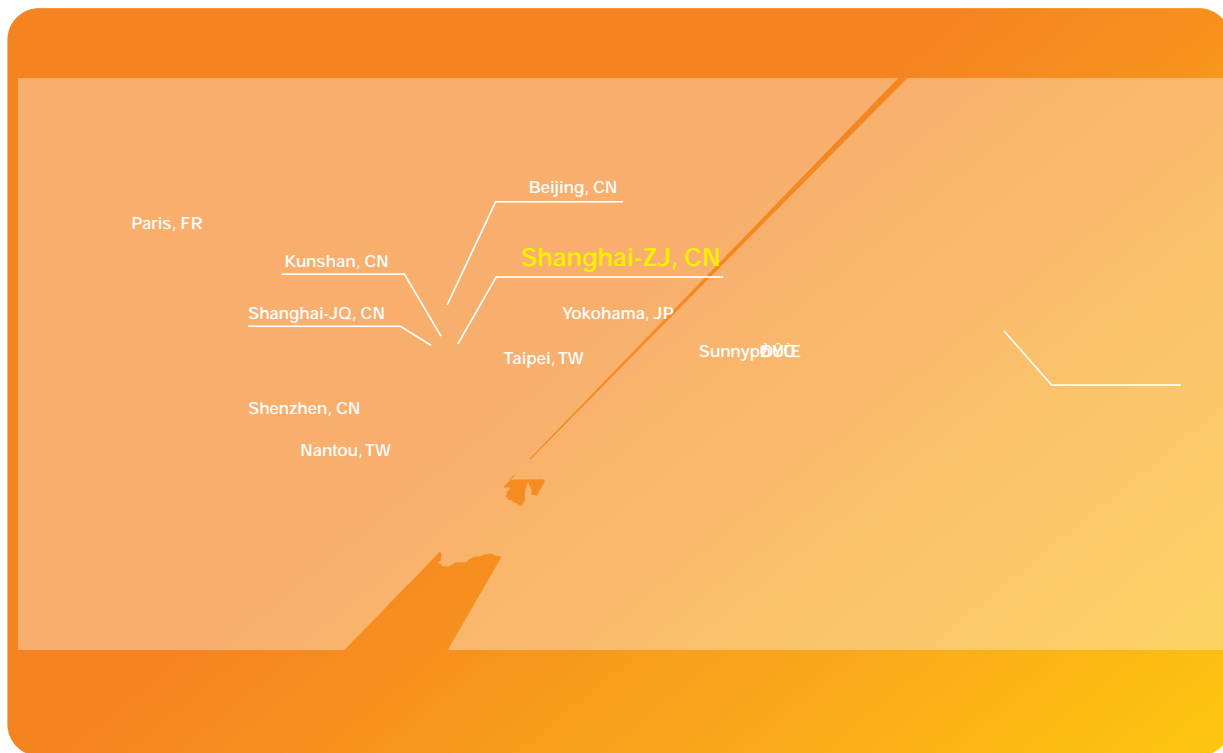 Beijing, CN
Paris, FR
Shanghai-ZJ, CN
Kunshan, CN
Shanghai-JQ, CN
Yokohama, JP
Taipei, TW
Shenzhen, CN
Nantou, TW